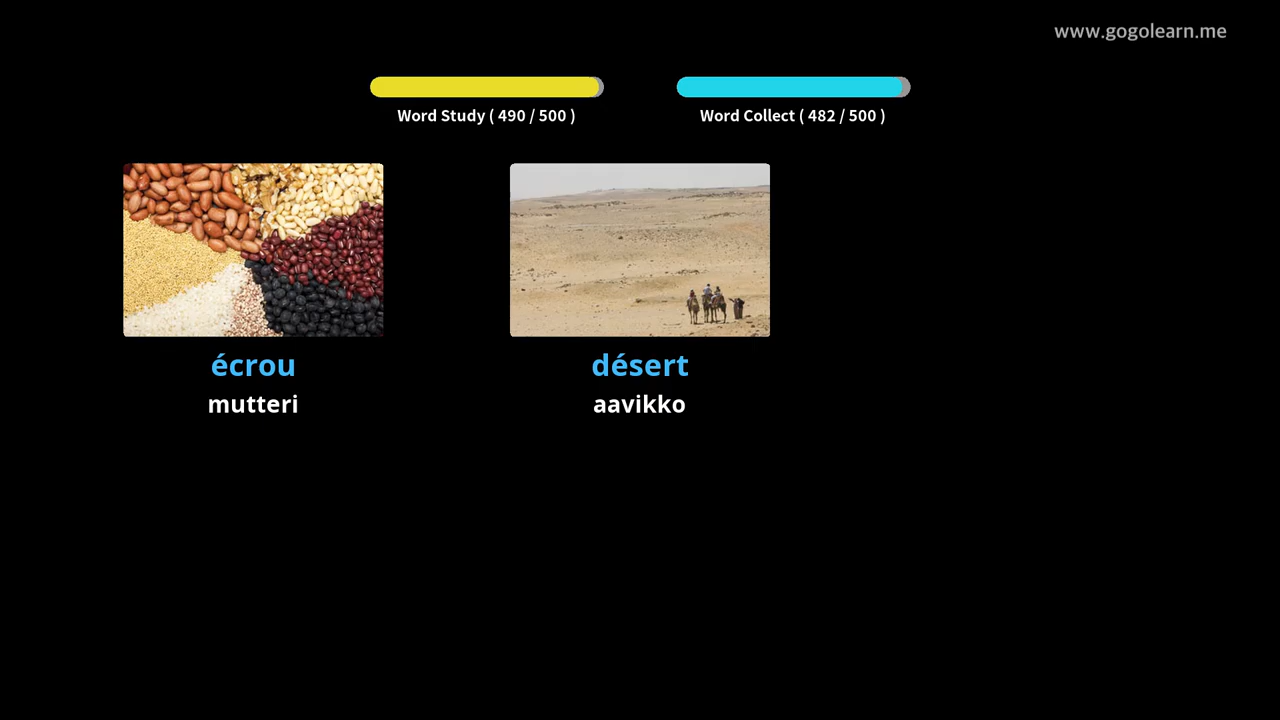 www.gogolearn.me
Word Study ( 490 / 500 )
Word Collect ( 482 / 500 )
écrou
mutteri
désert
aavikko